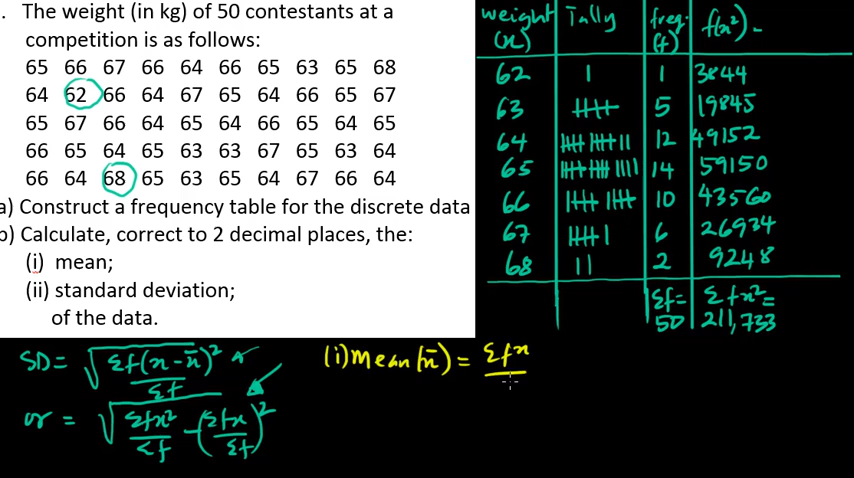 . The weight (in kg) of 50 contestants at a
competition is as follows:
65 66 67 66 64 66 65 63 65 68
64 62 66 64 67 65 64 66 65 67
65 67 66 64 65 64 66 65 64 65
66 65 64 65 63 63 67 65 63 64
66 64 68 65 63 65 64 67 66 64
a) Construct a frequency table for the discrete data
b) Calculate, correct to 2 decimal places, the:
(i) mean;
(ii) standard deviation;
of the data.
weight (x) Tally freq. (f) f(x²)
62 | 1 3844
63 𝍸 5 19845
64 𝍸 𝍸 || 12 49152
65 𝍸 𝍸 |||| 14 59150
66 𝍸 𝍸 10 43560
67 𝍸 | 6 26934
68 || 2 9248
Σf = 50 Σfx² = 211,733
SD = √(Σf(x - x̄)² / Σf)
or = √(Σfx² / Σf - (Σfx / Σf)²)
(i) mean (x̄) = Σfx